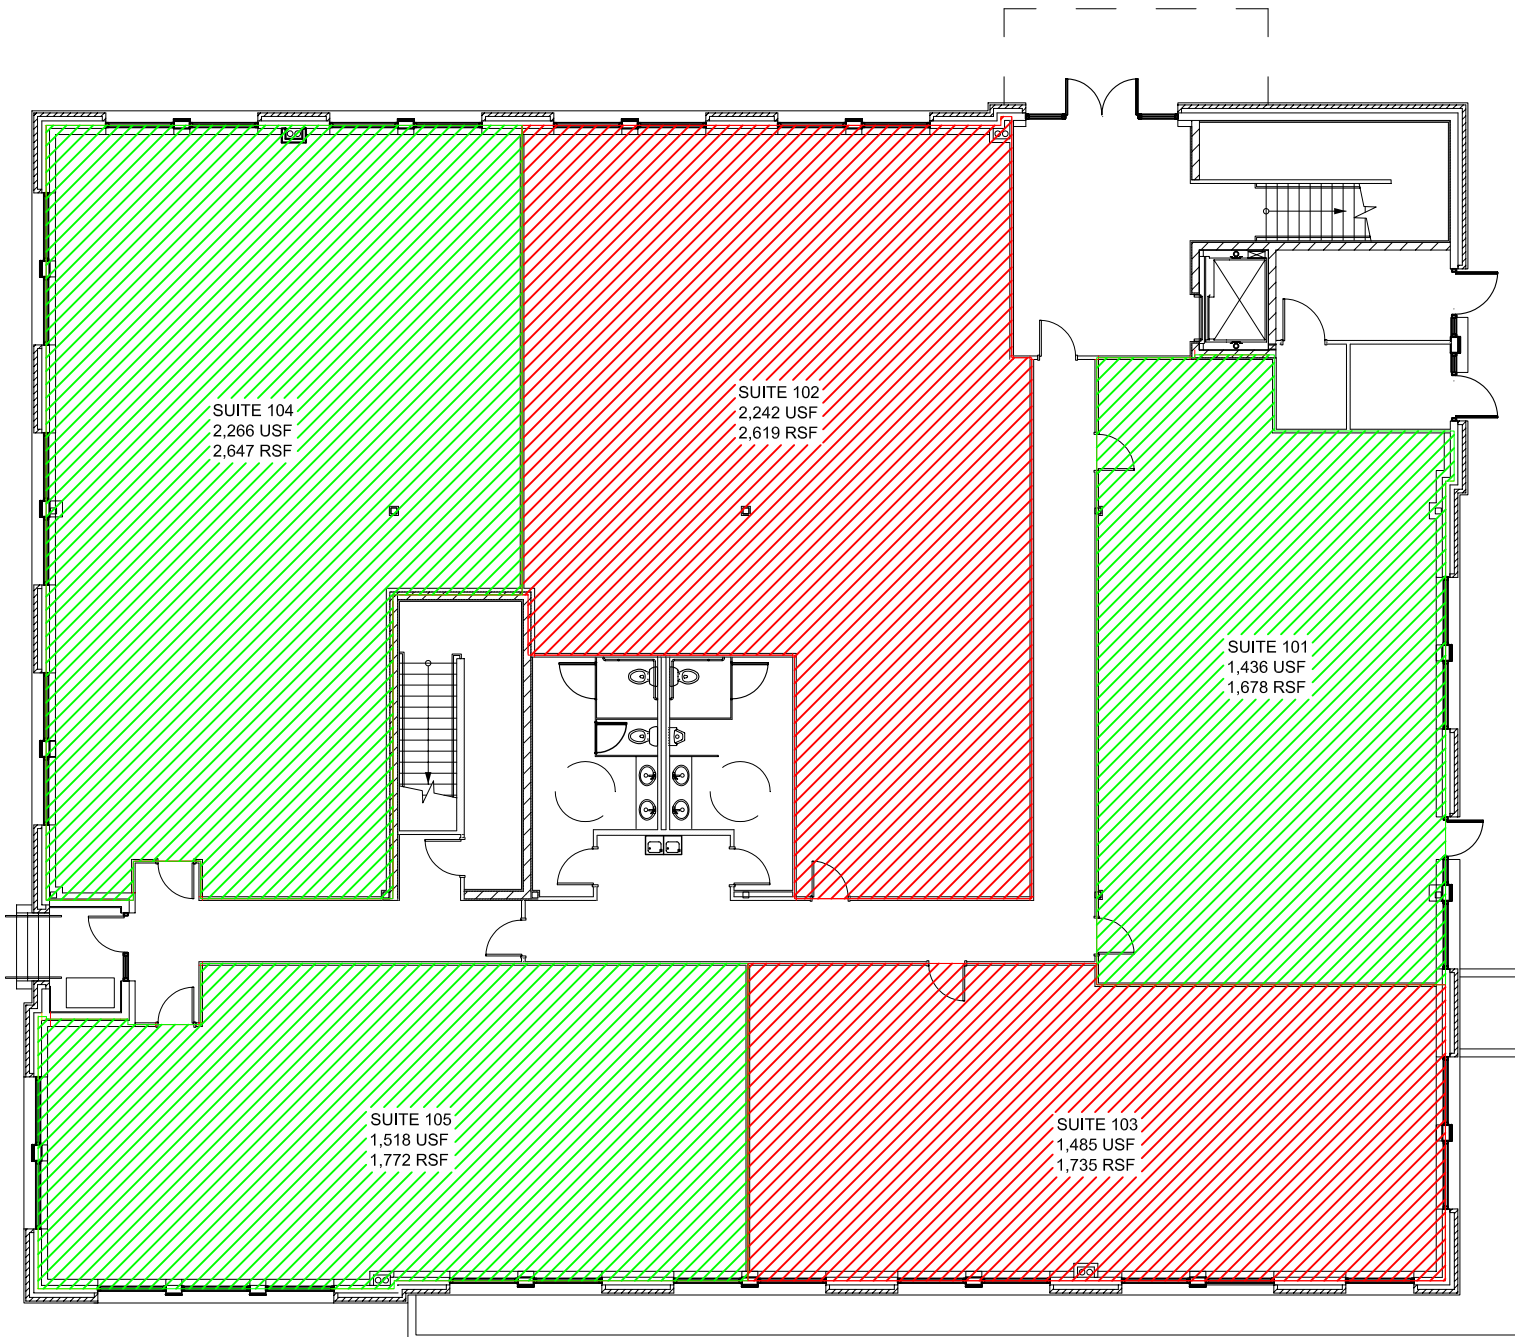 SUITE 104
2,266 USF
2,647 RSF
SUITE 102
2,242 USF
2,619 RSF
SUITE 101
1,436 USF
1,678 RSF
SUITE 105
1,518 USF
1,772 RSF
SUITE 103
1,485 USF
1,735 RSF